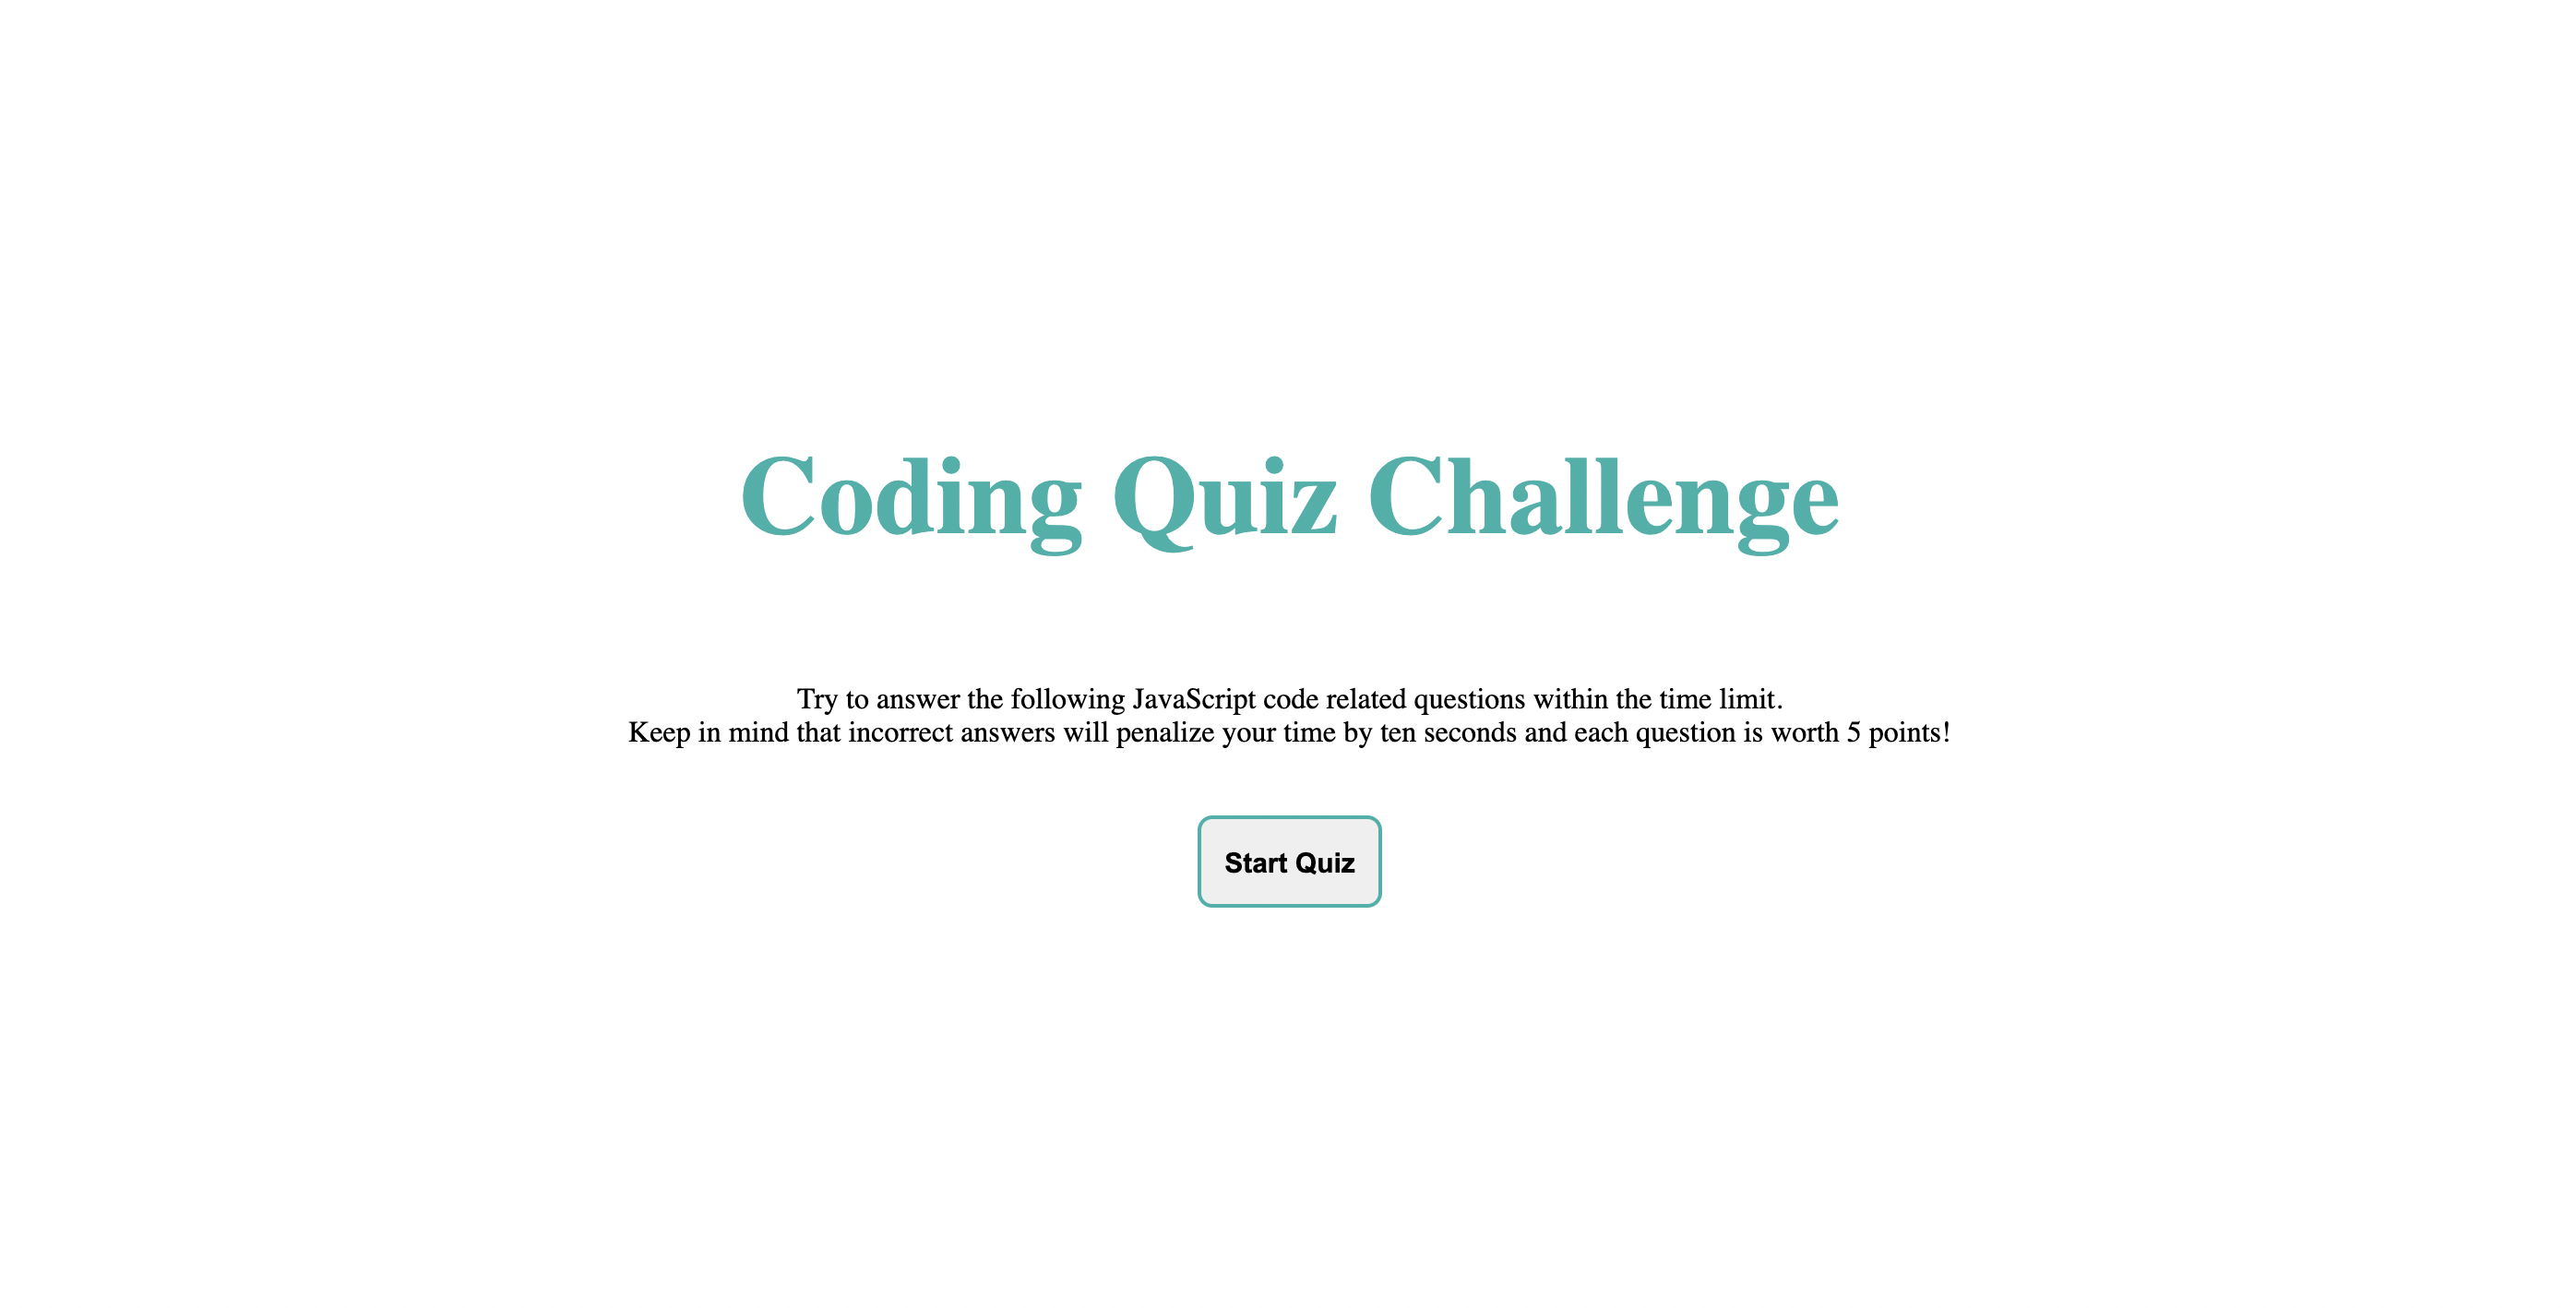 Coding Quiz Challenge
Try to answer the following JavaScript code related questions within the time limit.
Keep in mind that incorrect answers will penalize your time by ten seconds and each question is worth 5 points!
Start Quiz